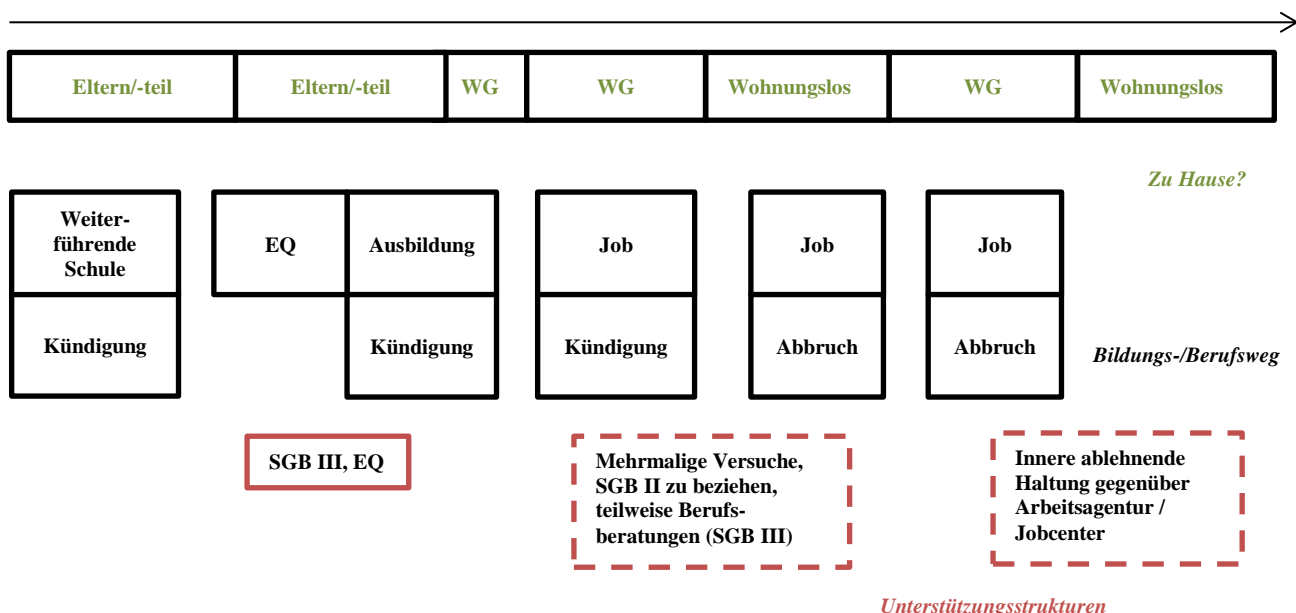 Eltern/-teil Eltern/-teil WG WG Wohnungslos WG Wohnungslos
Zu Hause?
Weiter-
führende
Schule
EQ Ausbildung Job Job Job
Kündigung Kündigung Kündigung Abbruch Abbruch
Bildungs-/Berufsweg
SGB III, EQ
Mehrmalige Versuche,
SGB II zu beziehen,
teilweise Berufs-
beratungen (SGB III)
Innere ablehnende
Haltung gegenüber
Arbeitsagentur /
Jobcenter
Unterstützungsstrukturen